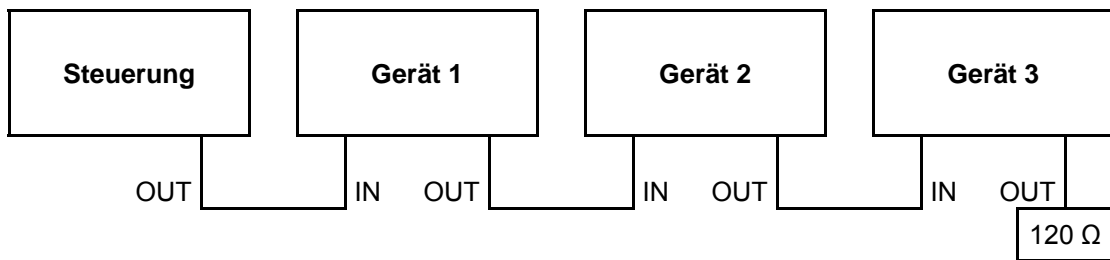 Steuerung Gerät 1 Gerät 2 Gerät 3
OUT IN OUT IN OUT IN OUT
120 Ω